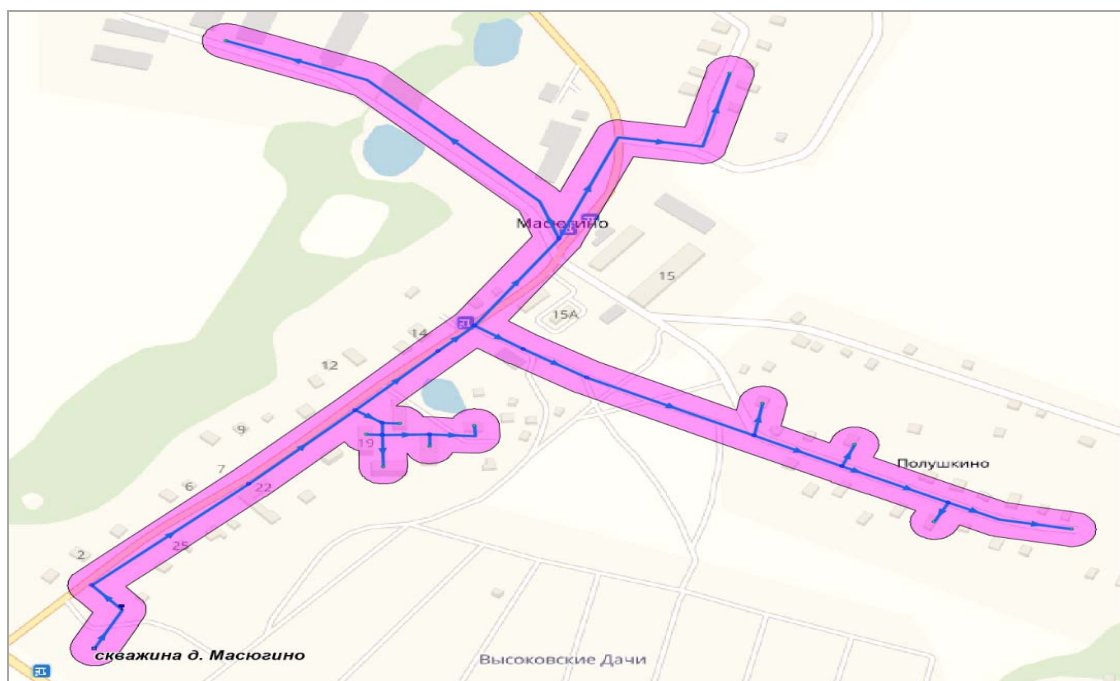 Масюгино
15
15А
14
12
19
9
7
22
6
25
2
Полушкино
скважина д. Масюгино
Высоковские Дачи